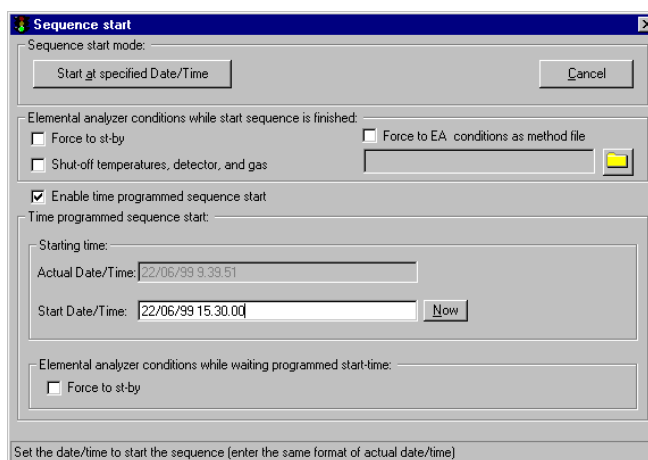 Sequence start
Sequence start mode:
Start at specified Date/Time
Cancel
Elemental analyzer conditions while start sequence is finished:
Force to st-by
Force to EA conditions as method file
Shut-off temperatures, detector, and gas
Enable time programmed sequence start
Time programmed sequence start:
Starting time:
Actual Date/Time: 22/06/99 9.39.51
Start Date/Time: 22/06/99 15.30.00 Now
Elemental analyzer conditions while waiting programmed start-time:
Force to st-by
Set the date/time to start the sequence (enter the same format of actual date/time)